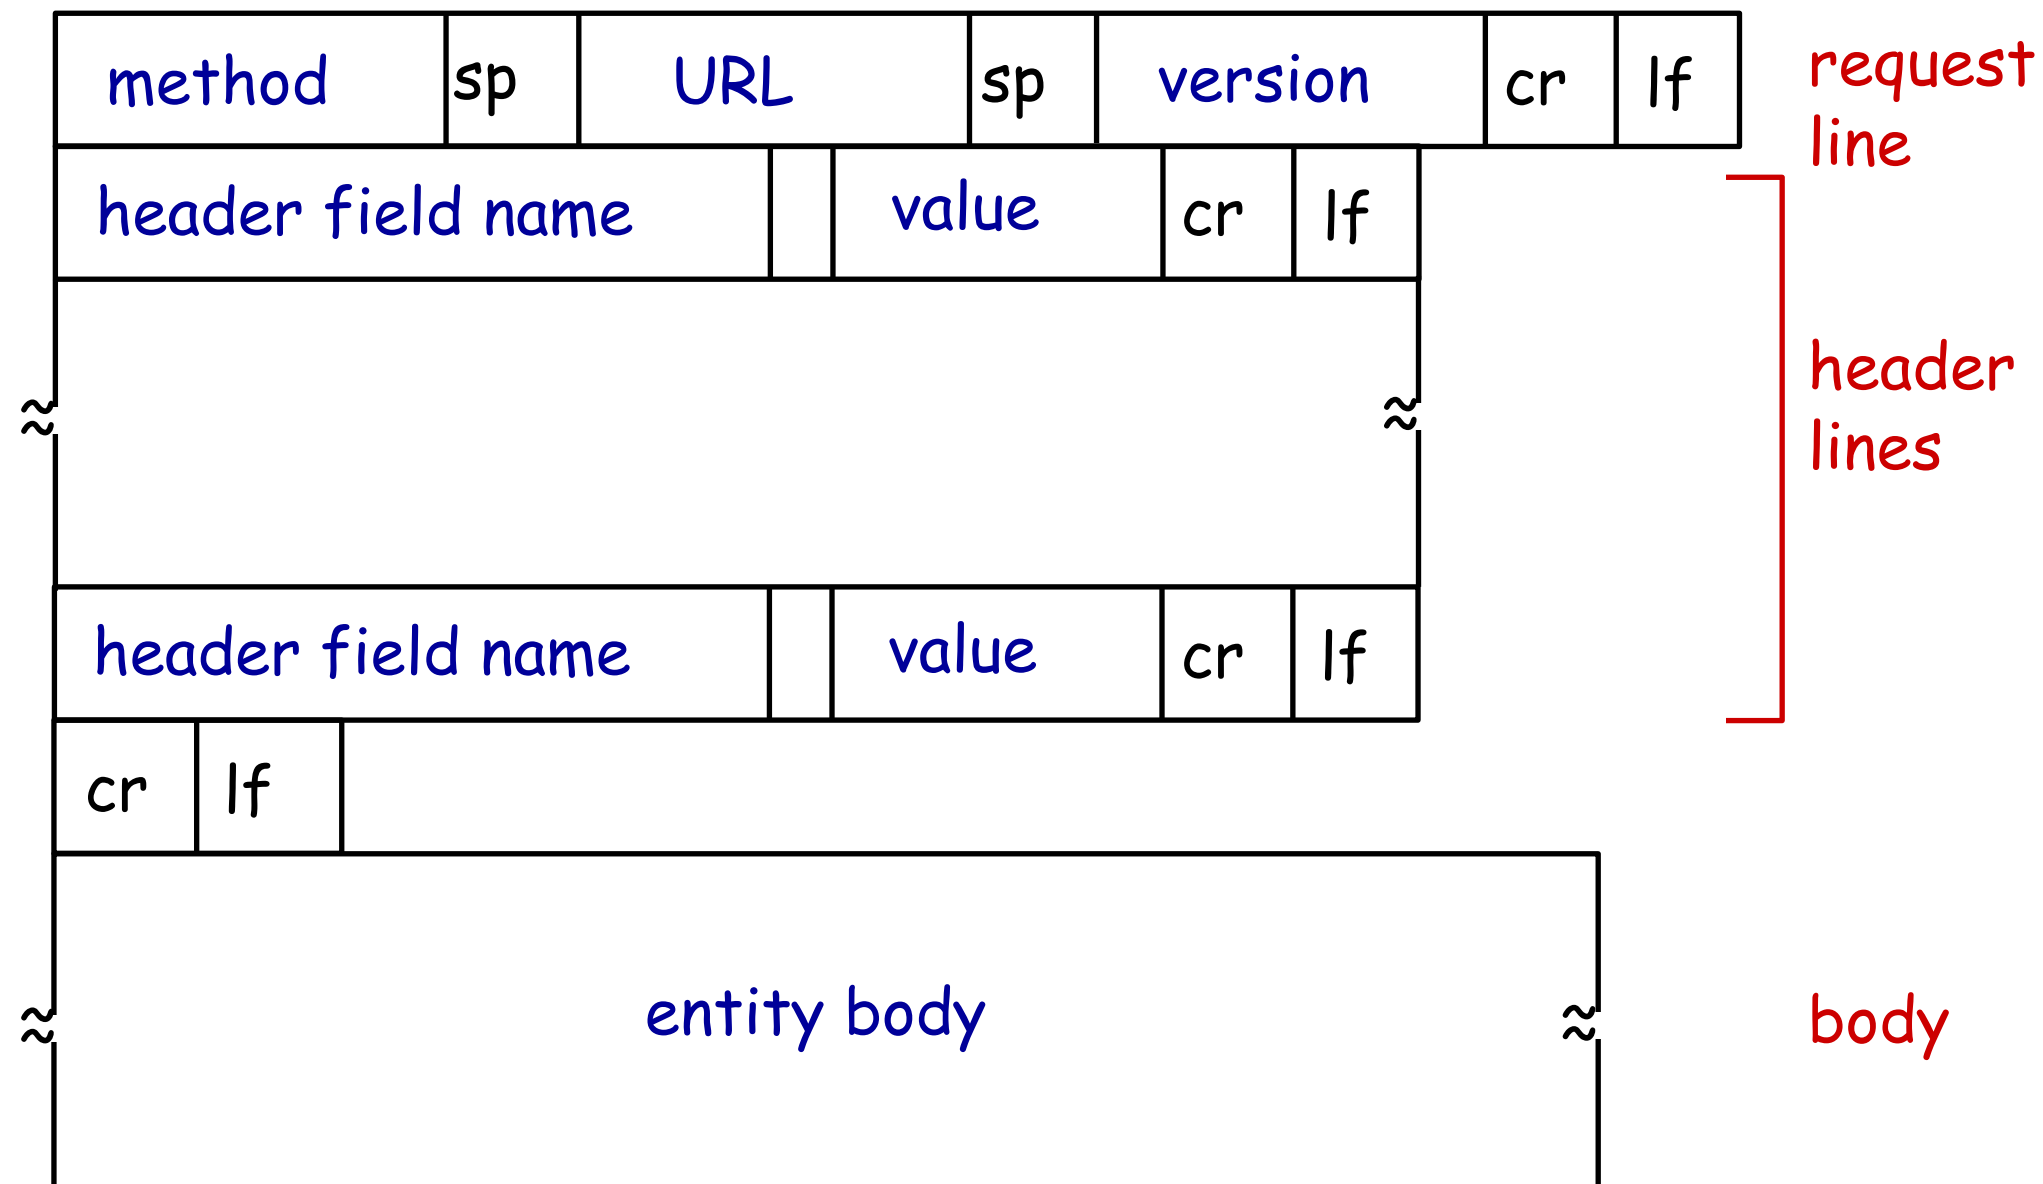 method sp URL sp version cr lf
request
line
header field name value cr lf
header
lines
header field name value cr lf
cr lf
entity body
body